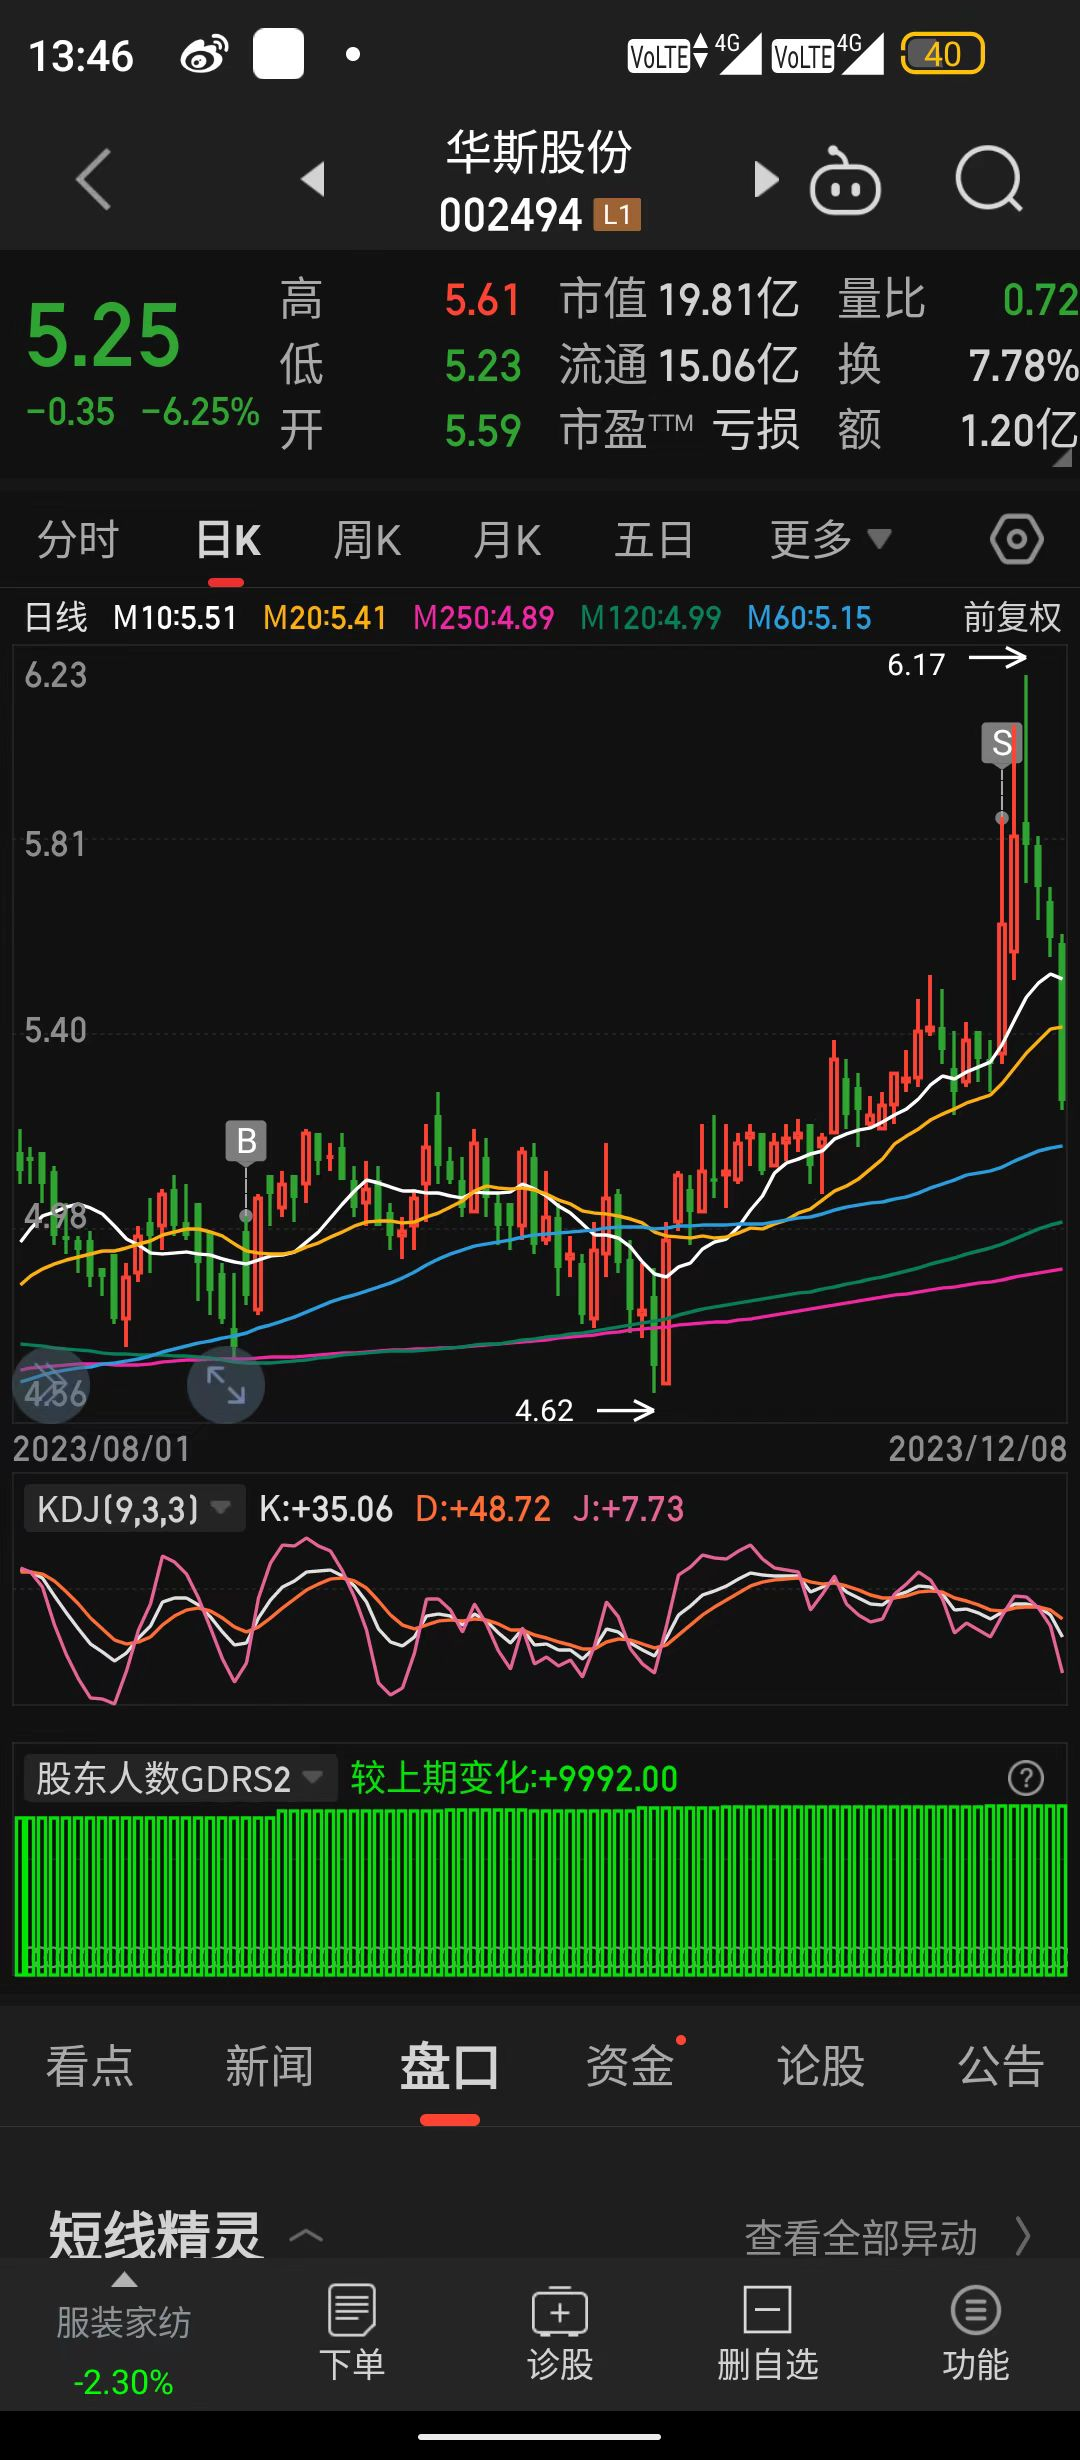 13:46 VoLTE 4G VoLTE 4G 40
华斯股份
002494 L1
5.25 高 5.61 市值 19.81亿 量比 0.72
低 5.23 流通 15.06亿 换 7.78%
-0.35 -6.25% 开 5.59 市盈TTM 亏损 额 1.20亿
分时 日K 周K 月K 五日 更多
日线 M10:5.51 M20:5.41 M250:4.89 M120:4.99 M60:5.15 前复权
6.23
6.17
S
5.81
5.40
B
4.98
4.56
4.62
2023/08/01 2023/12/08
KDJ(9,3,3) K:+35.06 D:+48.72 J:+7.73
股东人数GDRS2 较上期变化:+9992.00 ?
看点 新闻 盘口 资金 论股 公告
短线精灵 查看全部异动
服装家纺 下单 诊股 删自选 功能
-2.30%